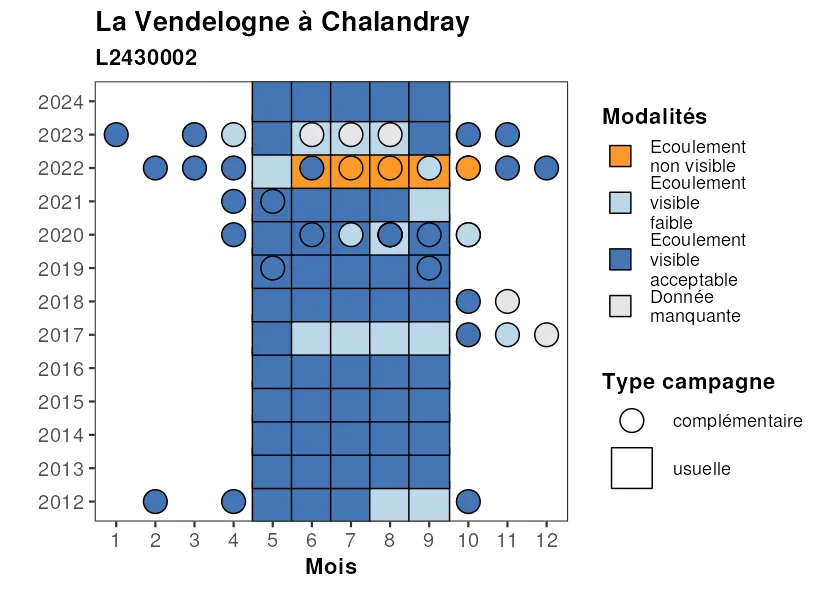 La Vendelogne à Chalandray
L2430002
2024
2023
2022
2021
2020
2019
2018
2017
2016
2015
2014
2013
2012
1 2 3 4 5 6 7 8 9 10 11 12
Mois
Modalités
Ecoulement
non visible
Ecoulement
visible
faible
Ecoulement
visible
acceptable
Donnée
manquante
Type campagne
complémentaire
usuelle